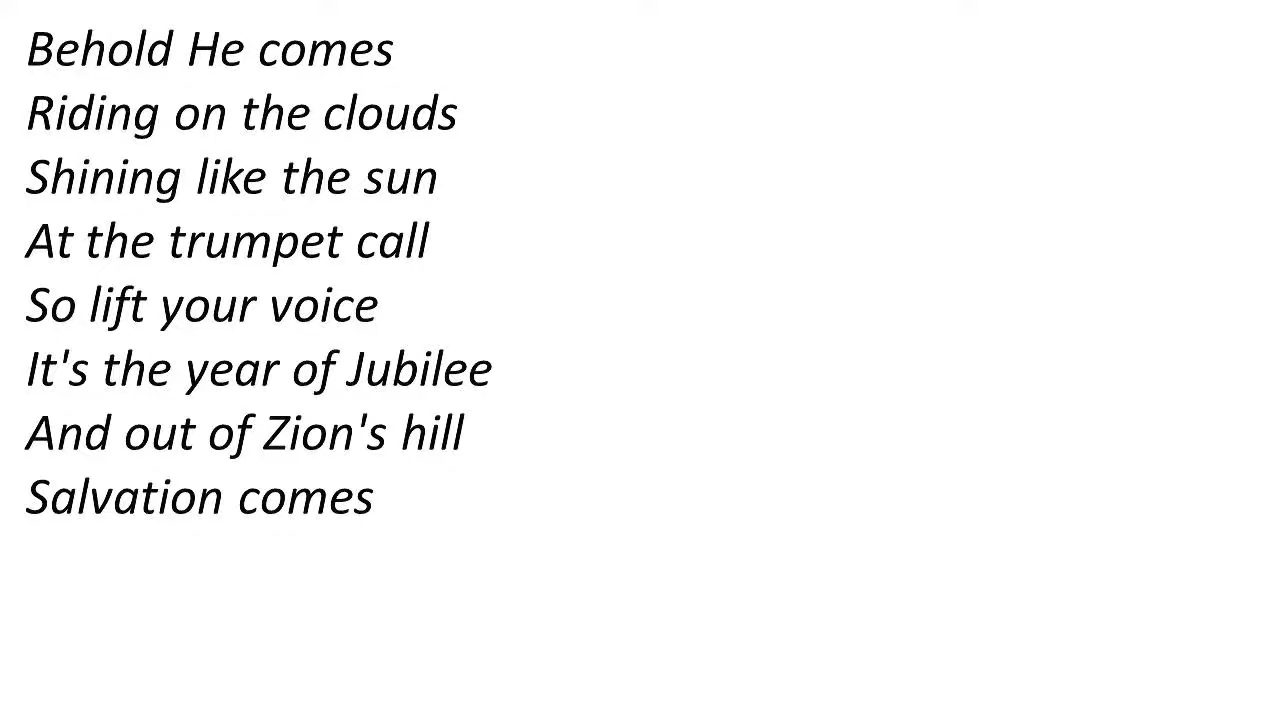 Behold He comes
Riding on the clouds
Shining like the sun
At the trumpet call
So lift your voice
It's the year of Jubilee
And out of Zion's hill
Salvation comes